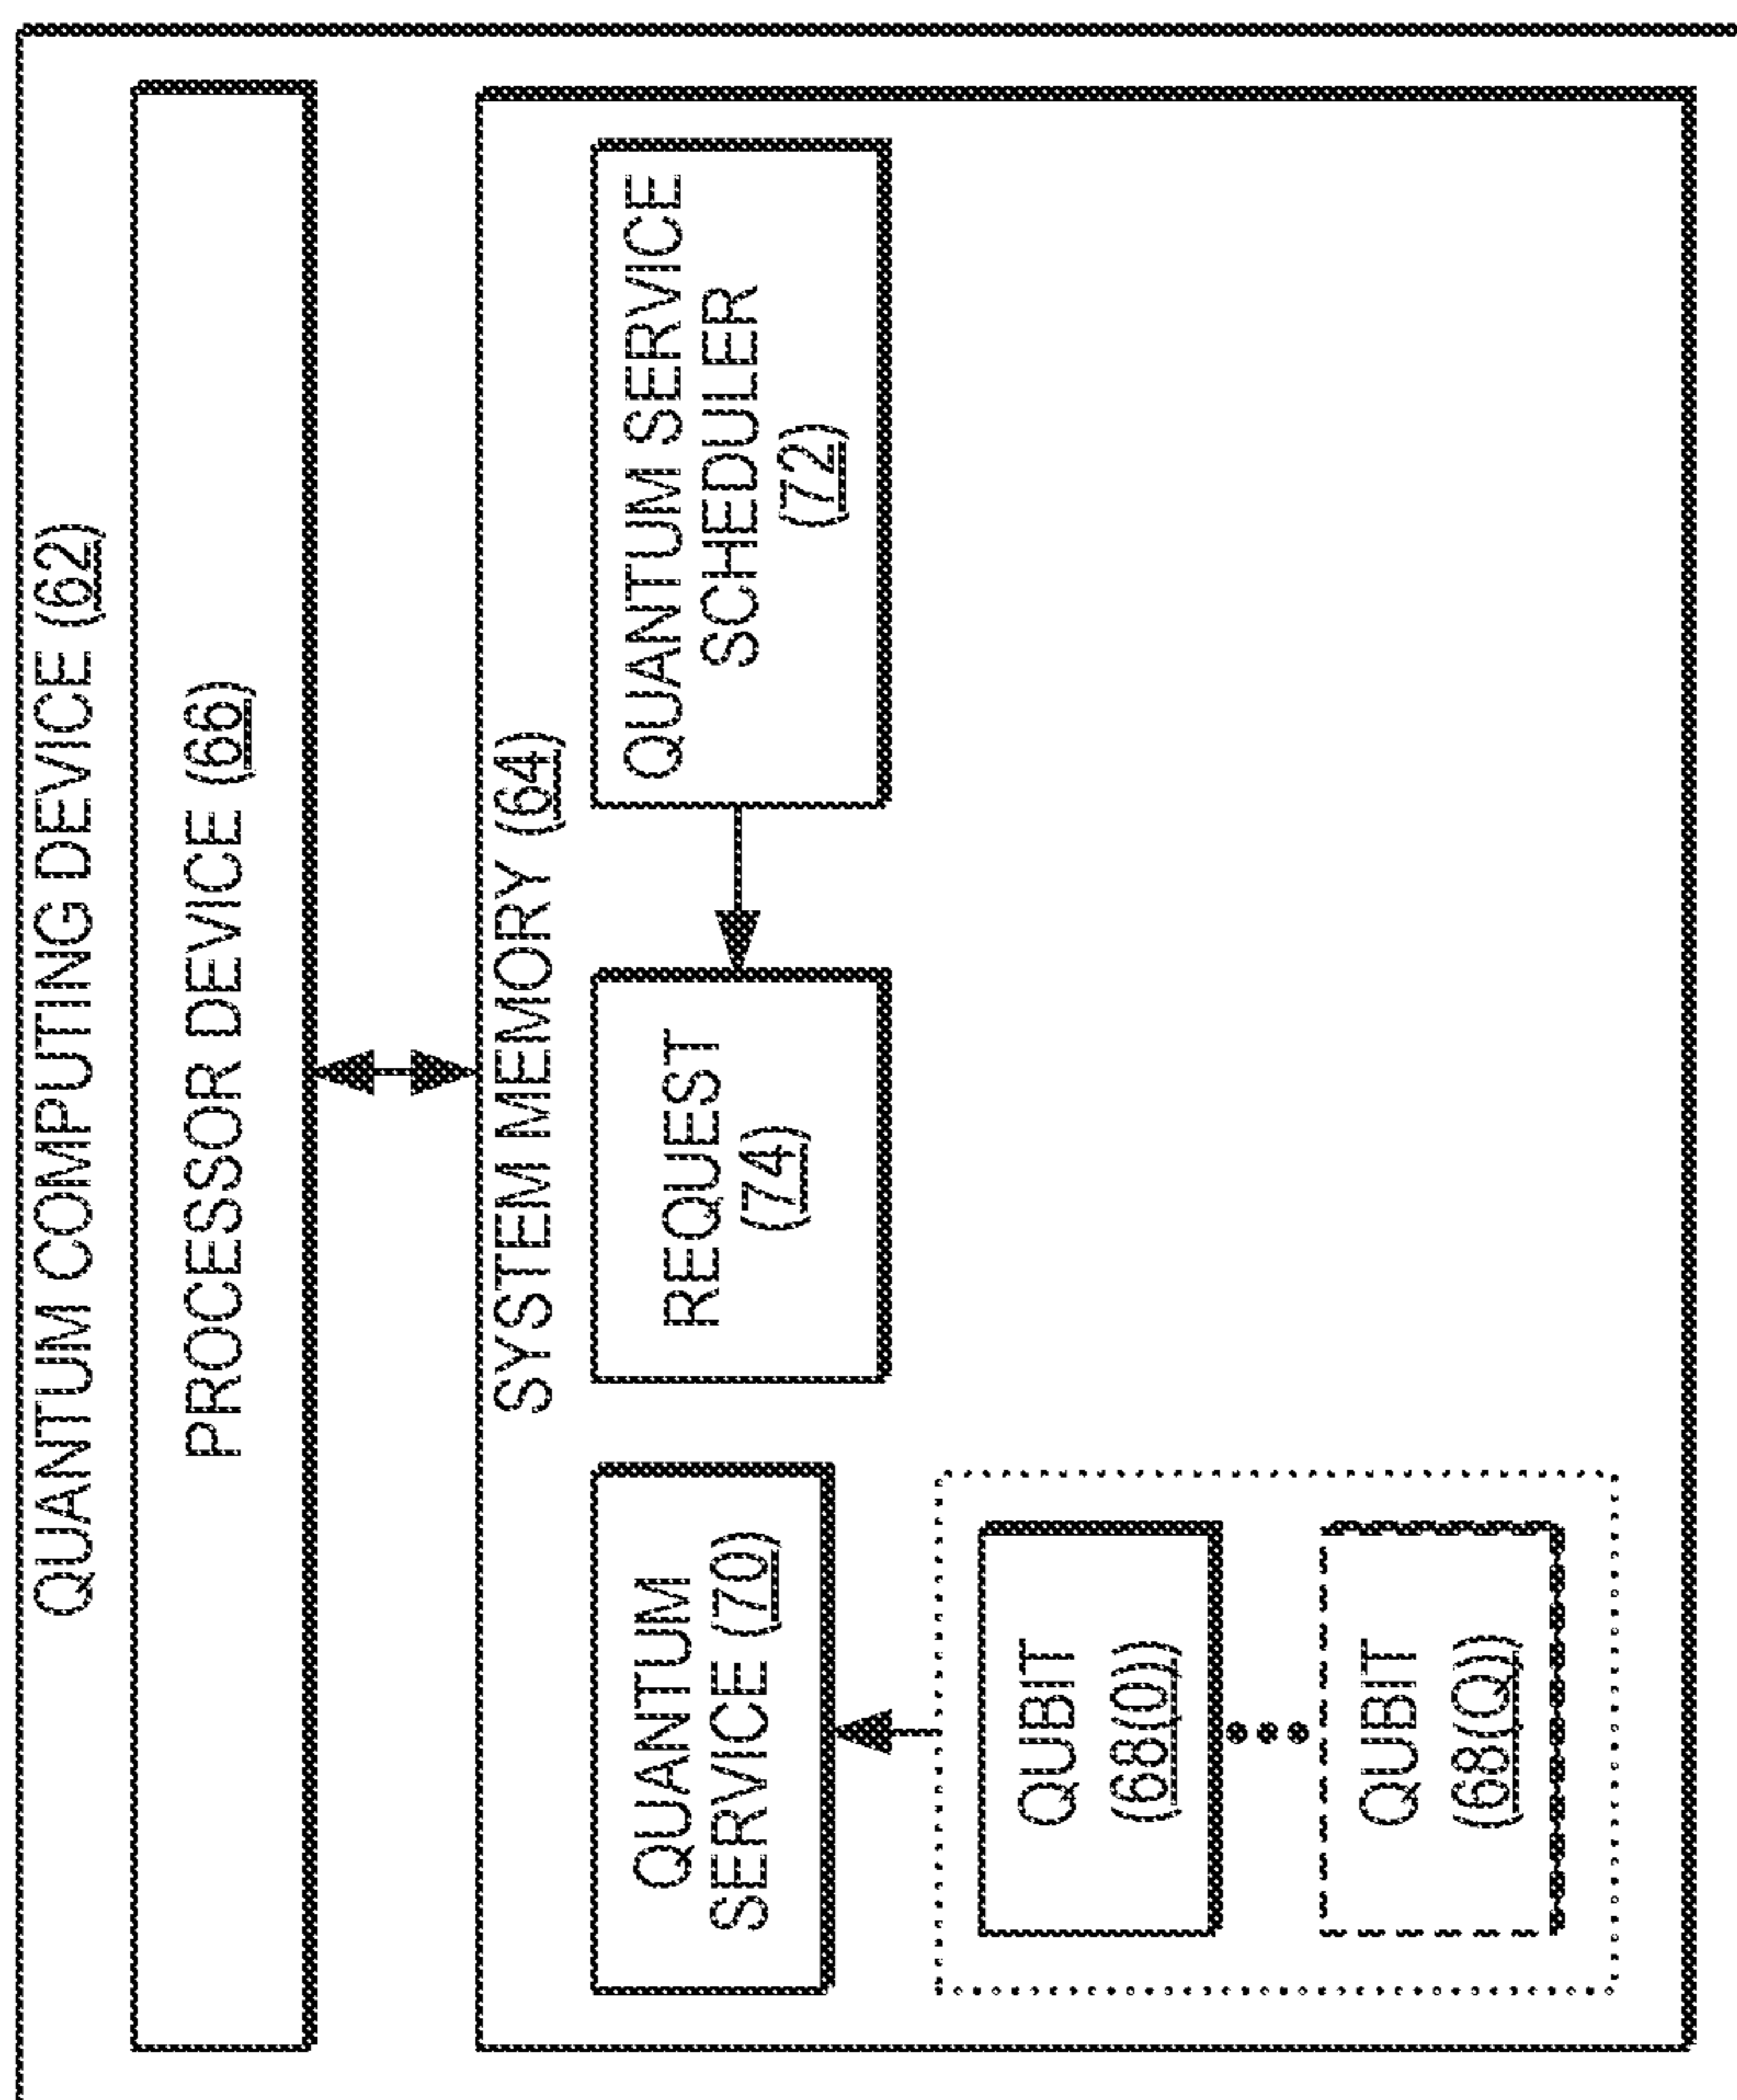 QUANTUM COMPUTING DEVICE (62)
PROCESSOR DEVICE (66)
SYSTEM MEMORY (64)
QUANTUM
SERVICE (70)
REQUEST
(74)
QUANTUM SERVICE
SCHEDULER
(72)
QUBIT
(68(0))
QUBIT
(68(Q))